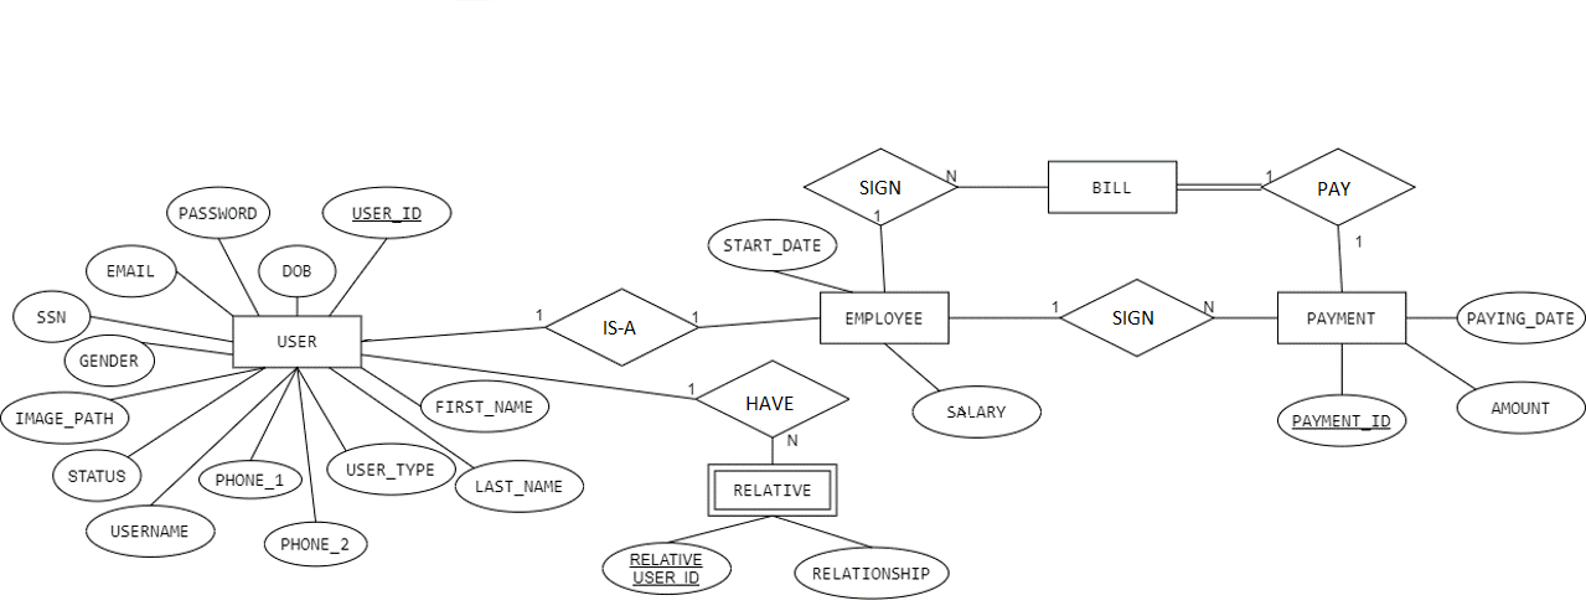 SIGN
N
BILL
1
PAY
PASSWORD
USER_ID
1
START_DATE
1
EMAIL
DOB
SSN
1
IS-A
1
EMPLOYEE
1
SIGN
N
PAYMENT
PAYING_DATE
USER
GENDER
1
HAVE
FIRST_NAME
SALARY
AMOUNT
IMAGE_PATH
PAYMENT_ID
N
STATUS
PHONE_1
USER_TYPE
LAST_NAME
RELATIVE
USERNAME
PHONE_2
RELATIVE
USER_ID
RELATIONSHIP